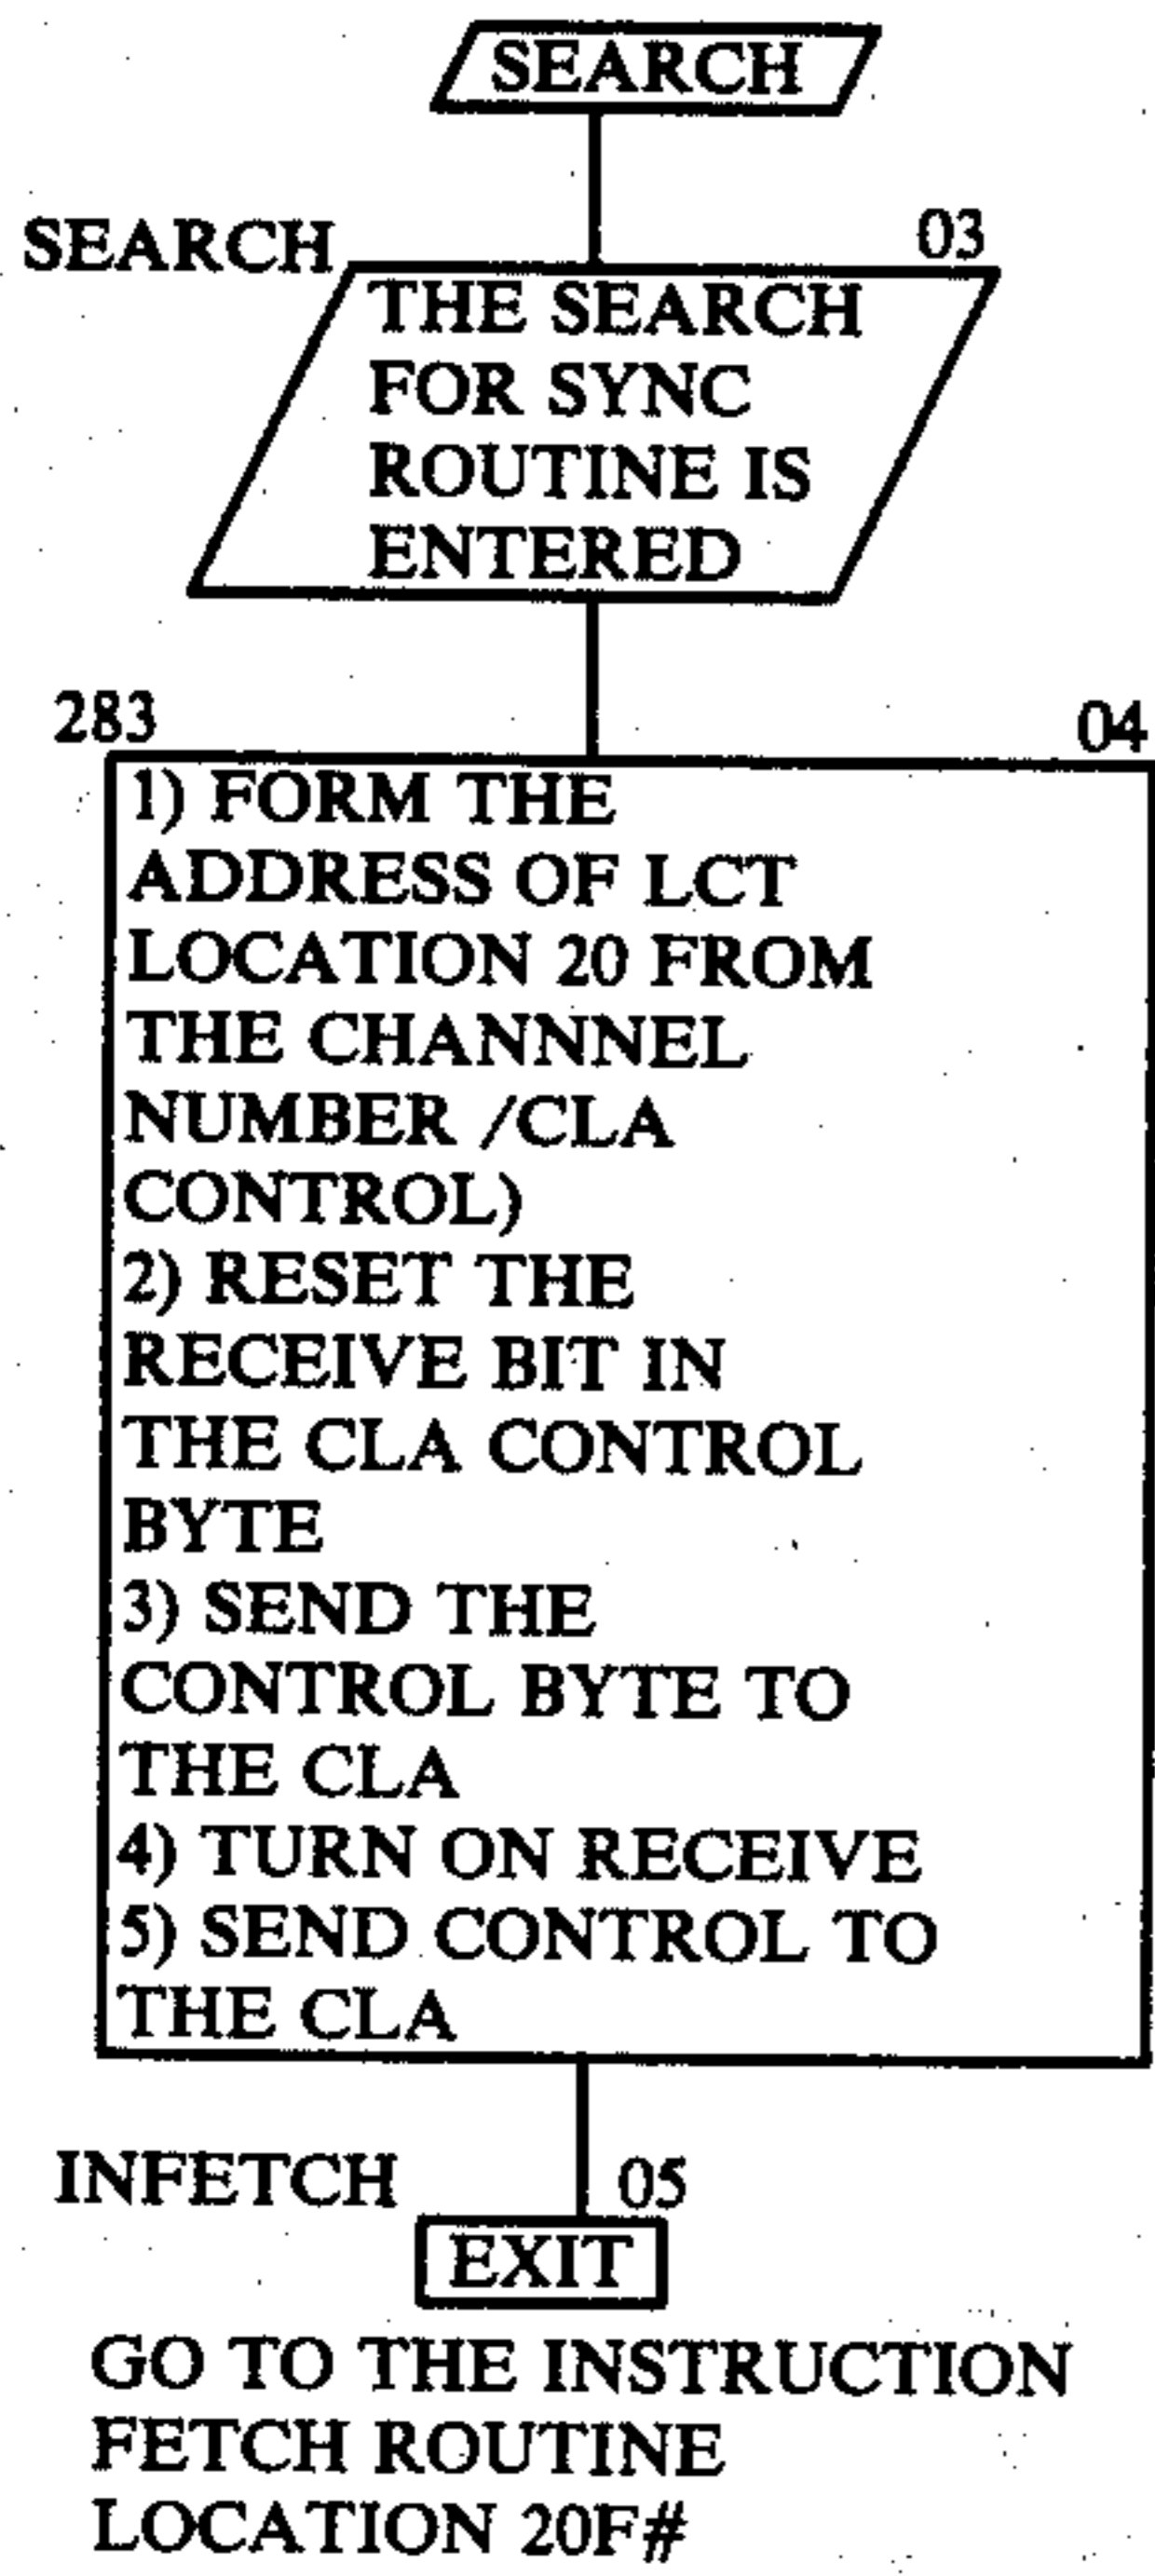 SEARCH
SEARCH
03
THE SEARCH
FOR SYNC
ROUTINE IS
ENTERED
283
04
1) FORM THE
ADDRESS OF LCT
LOCATION 20 FROM
THE CHANNNEL
NUMBER /CLA
CONTROL)
2) RESET THE
RECEIVE BIT IN
THE CLA CONTROL
BYTE
3) SEND THE
CONTROL BYTE TO
THE CLA
4) TURN ON RECEIVE
5) SEND CONTROL TO
THE CLA
INFETCH
05
EXIT
GO TO THE INSTRUCTION
FETCH ROUTINE
LOCATION 20F#